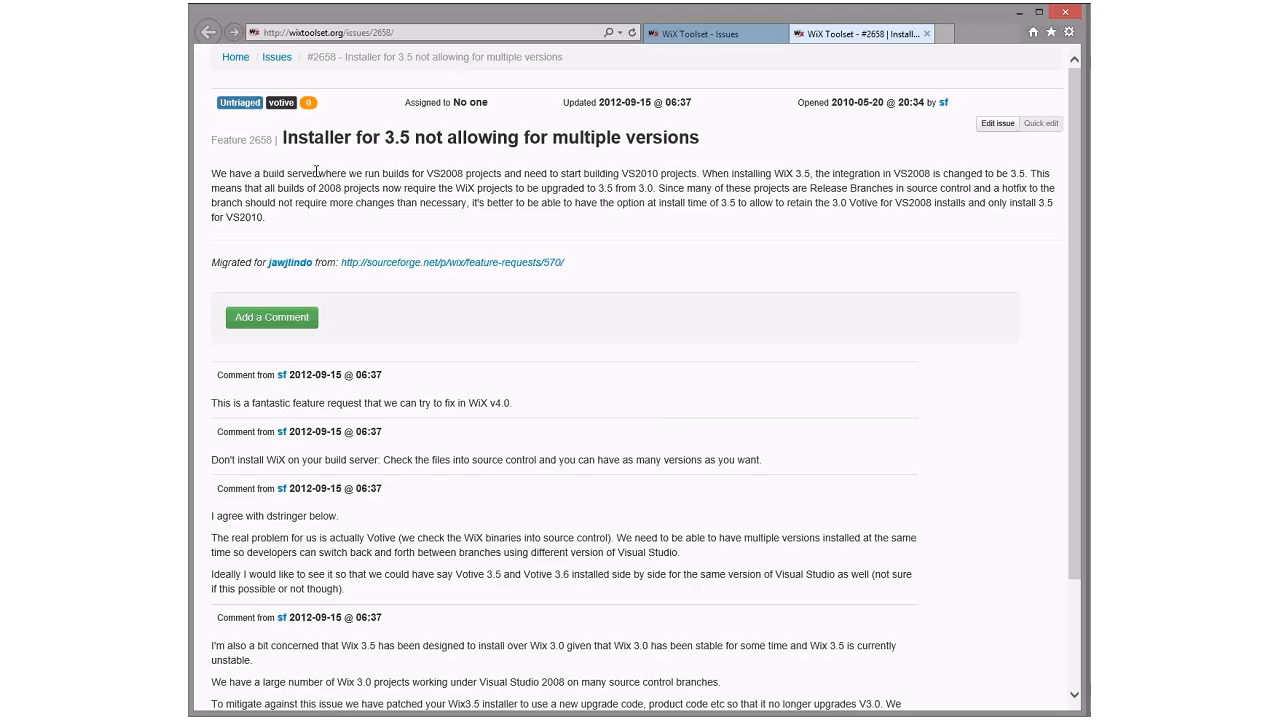 http://wixtoolset.org/issues/2658/
WiX Toolset - Issues
WiX Toolset - #2658 | Install...
Home Issues #2658 - Installer for 3.5 not allowing for multiple versions
Untriaged votive 0 Assigned to No one Updated 2012-09-15 @ 06:37 Opened 2010-05-20 @ 20:34 by sf
Edit issue Quick edit
Feature 2658 | Installer for 3.5 not allowing for multiple versions
We have a build server where we run builds for VS2008 projects and need to start building VS2010 projects. When installing WiX 3.5, the integration in VS2008 is changed to be 3.5. This
means that all builds of 2008 projects now require the WiX projects to be upgraded to 3.5 from 3.0. Since many of these projects are Release Branches in source control and a hotfix to the
branch should not require more changes than necessary, it's better to be able to have the option at install time of 3.5 to allow to retain the 3.0 Votive for VS2008 installs and only install 3.5
for VS2010.
Migrated for jawjlindo from: http://sourceforge.net/p/wix/feature-requests/570/
Add a Comment
Comment from sf 2012-09-15 @ 06:37
This is a fantastic feature request that we can try to fix in WiX v4.0.
Comment from sf 2012-09-15 @ 06:37
Don't install WiX on your build server: Check the files into source control and you can have as many versions as you want.
Comment from sf 2012-09-15 @ 06:37
I agree with dstringer below.
The real problem for us is actually Votive (we check the WiX binaries into source control). We need to be able to have multiple versions installed at the same
time so developers can switch back and forth between branches using different version of Visual Studio.
Ideally I would like to see it so that we could have say Votive 3.5 and Votive 3.6 installed side by side for the same version of Visual Studio as well (not sure
if this possible or not though).
Comment from sf 2012-09-15 @ 06:37
I'm also a bit concerned that Wix 3.5 has been designed to install over Wix 3.0 given that Wix 3.0 has been stable for some time and Wix 3.5 is currently
unstable.
We have a large number of Wix 3.0 projects working under Visual Studio 2008 on many source control branches.
To mitigate against this issue we have patched your Wix3.5 installer to use a new upgrade code, product code etc so that it no longer upgrades V3.0. We